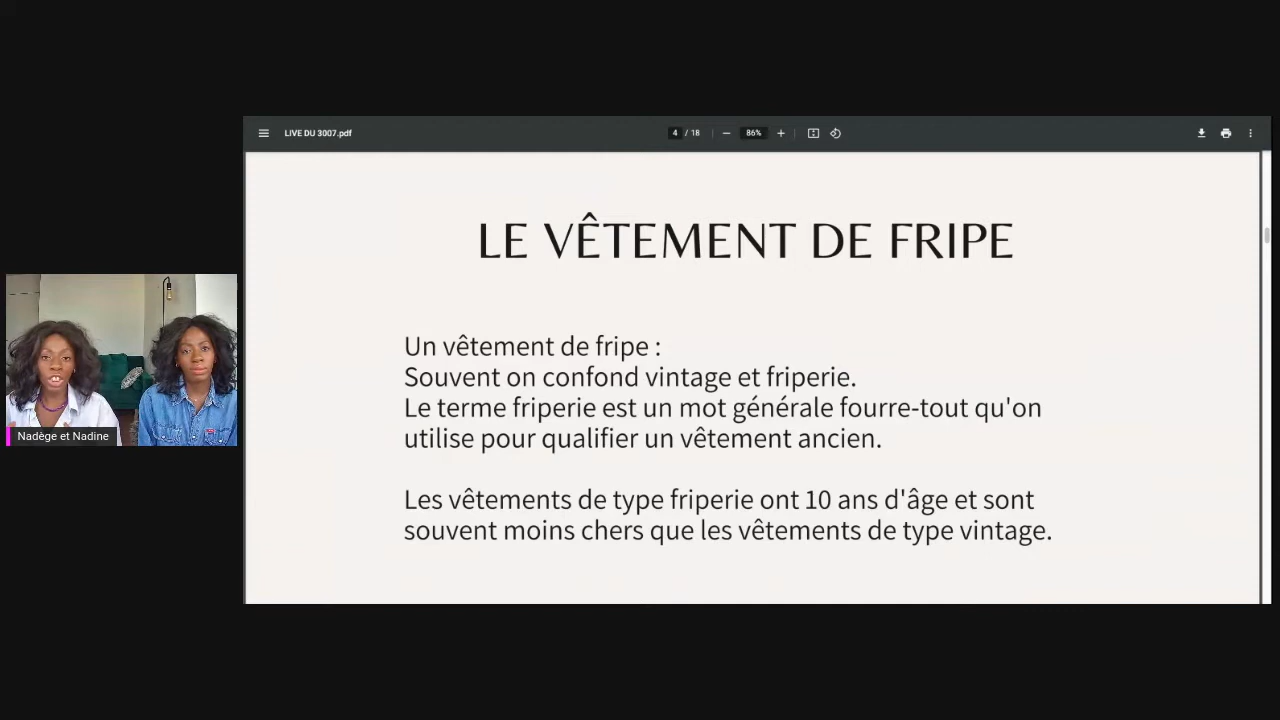 LIVE DU 3007.pdf
4 / 18
86%
LE VÊTEMENT DE FRIPE
Un vêtement de fripe :
Souvent on confond vintage et friperie.
Le terme friperie est un mot générale fourre-tout qu'on
utilise pour qualifier un vêtement ancien.
Les vêtements de type friperie ont 10 ans d'âge et sont
souvent moins chers que les vêtements de type vintage.
Nadège et Nadine